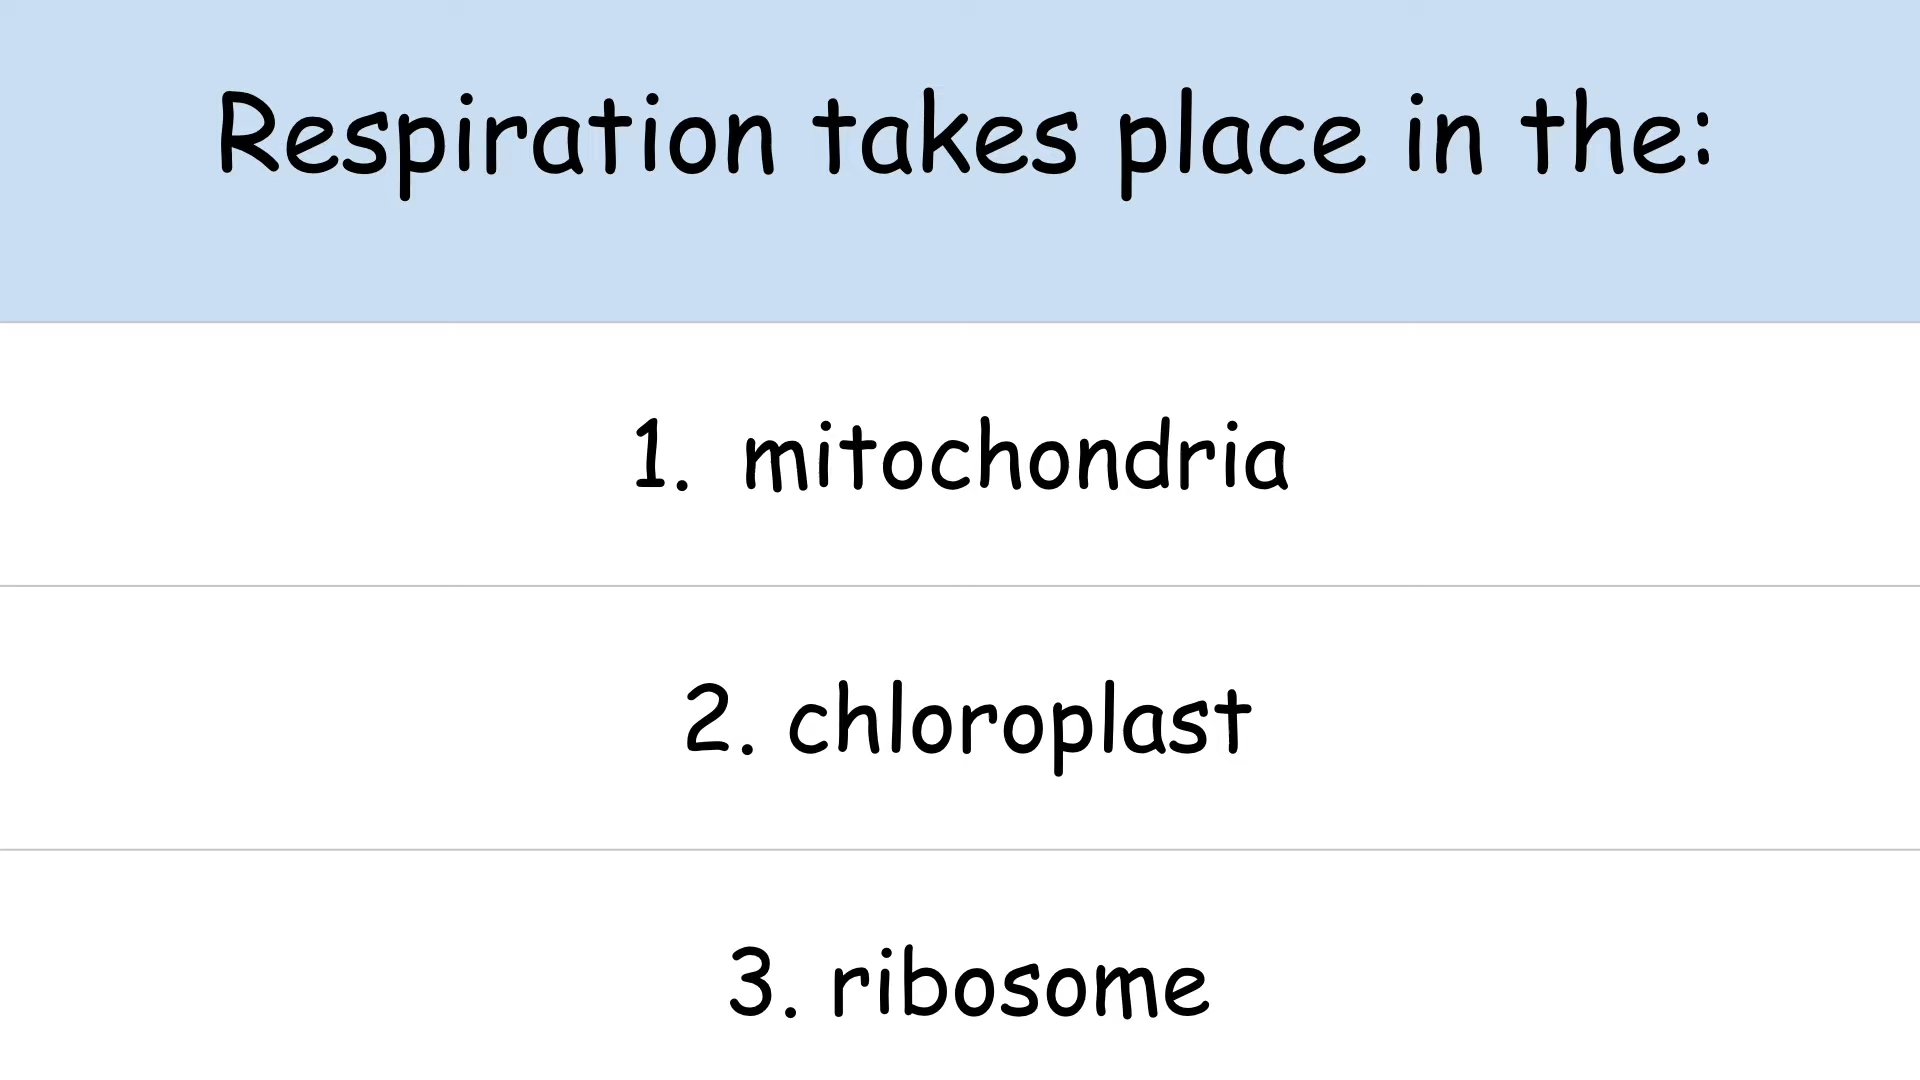 Respiration takes place in the:
1. mitochondria
2. chloroplast
3. ribosome